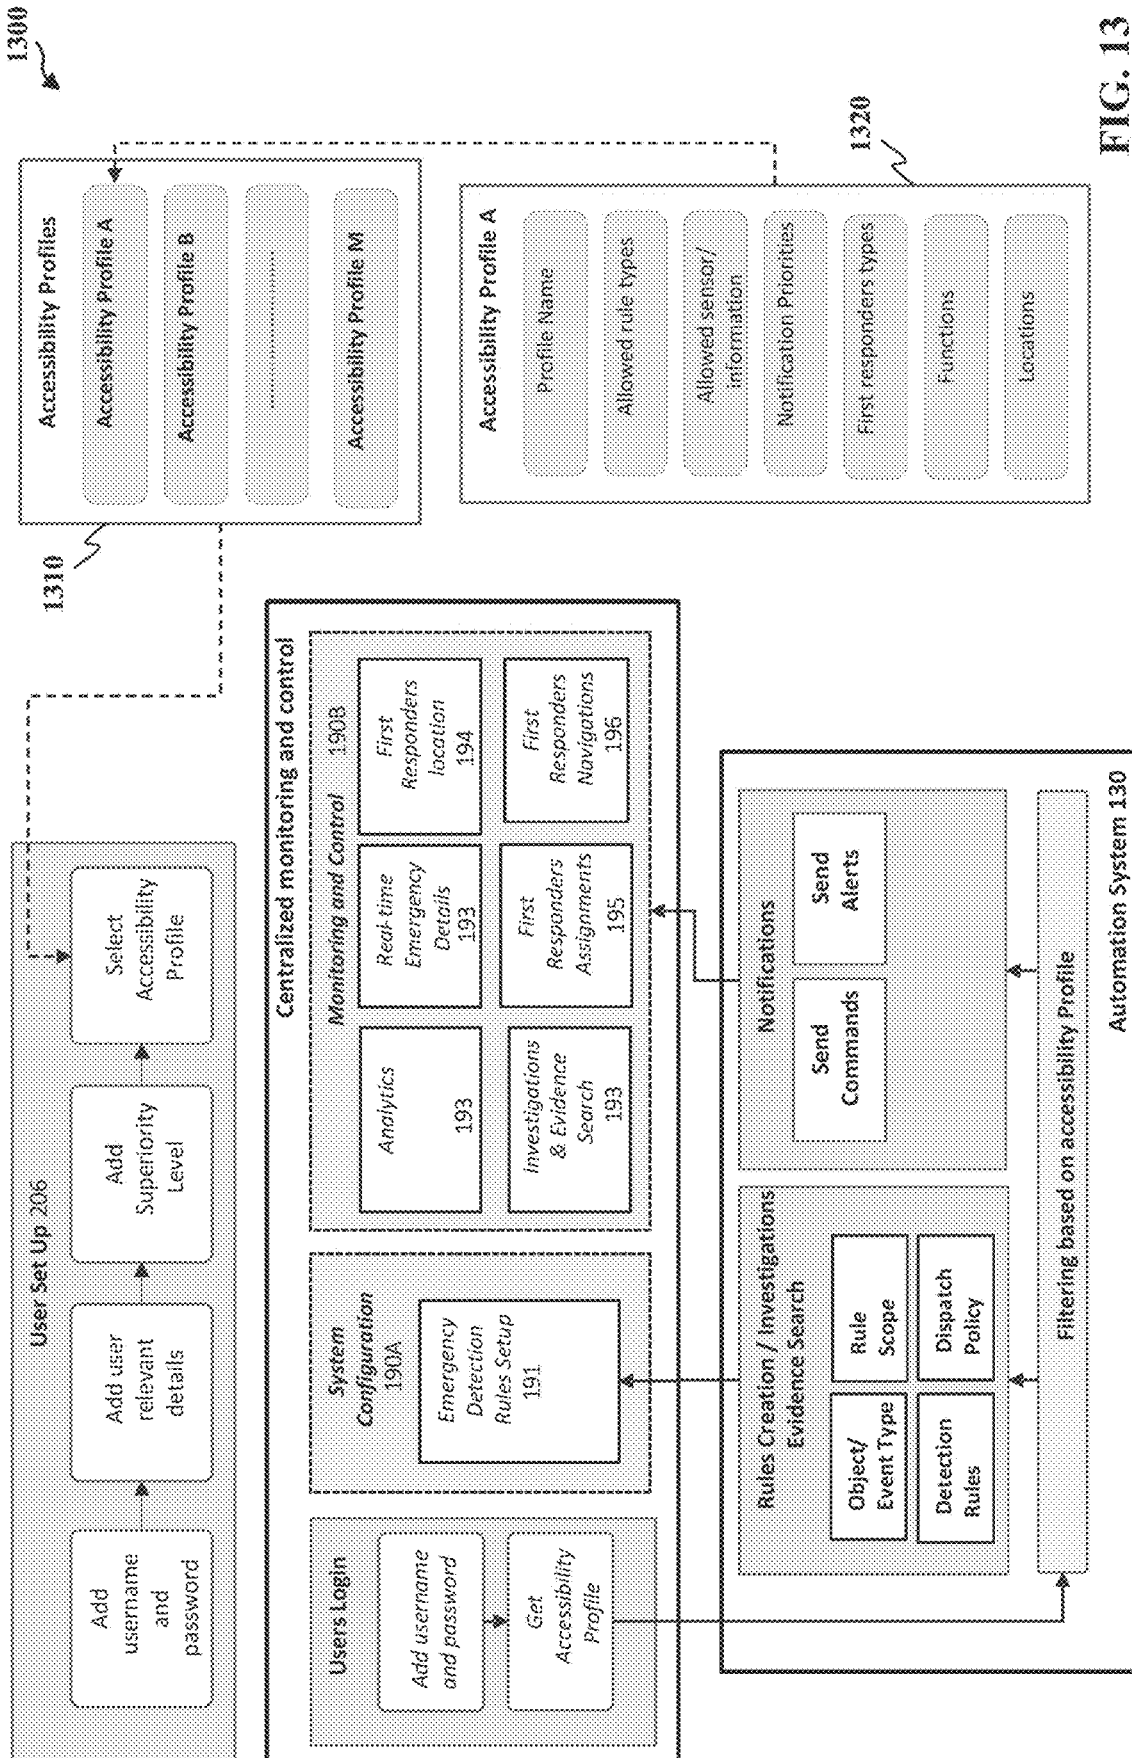 1300
User Set Up 206
Add
username
and
password
Add user
relevant
details
Add
Superiority
Level
Select
Accessibility
Profile
1310
Accessibility Profiles
Accessibility Profile A
Accessibility Profile B
....................
Accessibility Profile M
Centralized monitoring and control
Users Login
Add username
and password
Get
Accessibility
Profile
System
Configuration
190A
Emergency
Detection
Rules Setup
191
Monitoring and Control 190B
Analytics
193
Real-time
Emergency
Details
193
First
Responders
location
194
Investigations
& Evidence
Search
193
First
Responders
Assignments
195
First
Responders
Navigations
196
Accessibility Profile A
Profile Name
Allowed rule types
Allowed sensor/
information
Notification Priorities
First responders types
Functions
Locations
1320
Rules Creation / Investigations
Evidence Search
Object/
Event Type
Rule
Scope
Detection
Rules
Dispatch
Policy
Notifications
Send
Commands
Send
Alerts
Filtering based on accessibility Profile
Automation System 130
FIG. 13